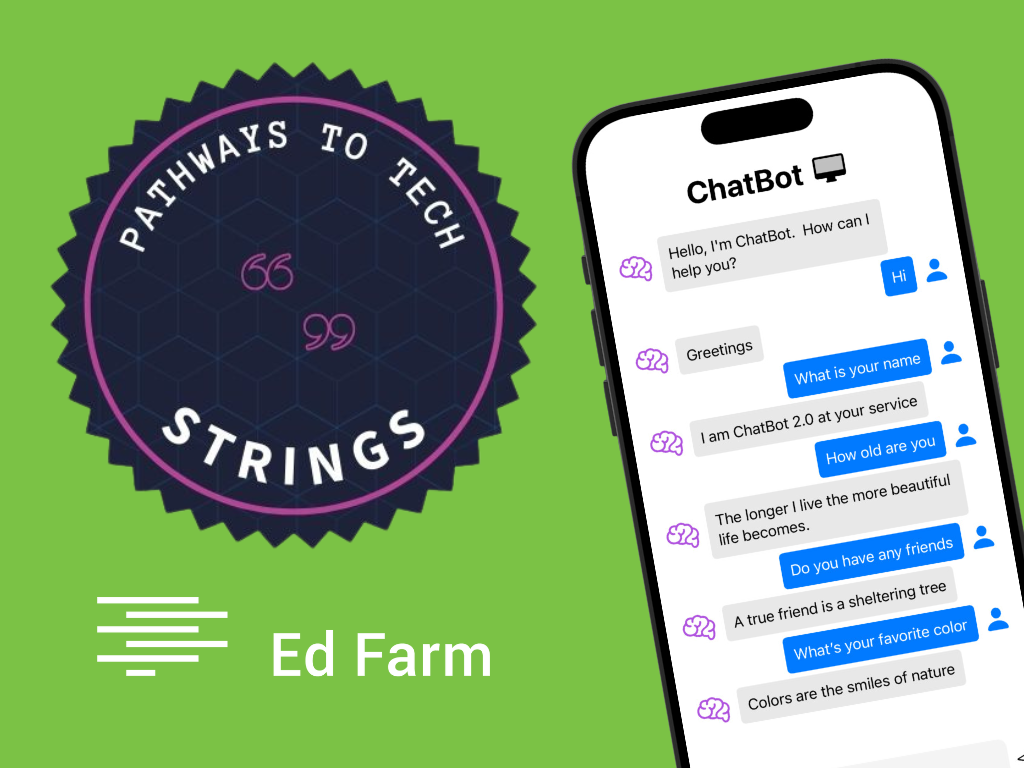 PATHWAYS TO TECH
“
”
STRINGS
Ed Farm
ChatBot
Hello, I'm ChatBot. How can I
help you?
Hi
Greetings
What is your name
I am ChatBot 2.0 at your service
How old are you
The longer I live the more beautiful
life becomes.
Do you have any friends
A true friend is a sheltering tree
What's your favorite color
Colors are the smiles of nature